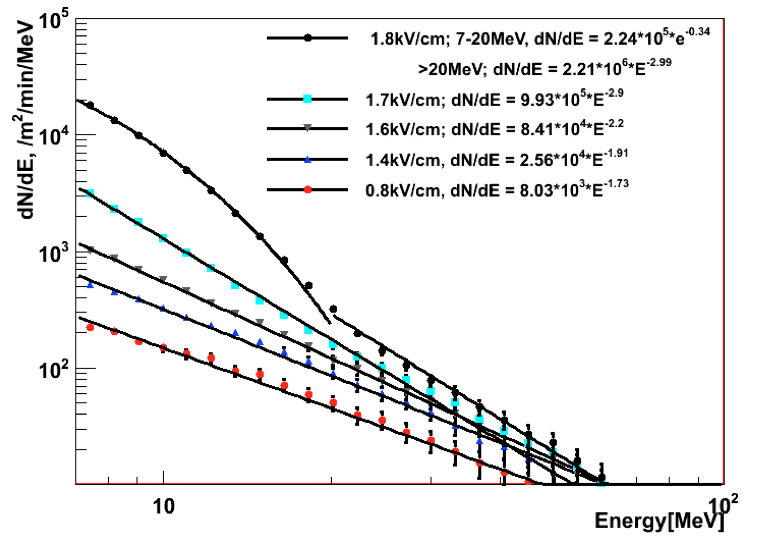 10^5
1.8kV/cm; 7-20MeV, dN/dE = 2.24*10^5*e^-0.34
>20MeV; dN/dE = 2.21*10^6*E^-2.99
1.7kV/cm; dN/dE = 9.93*10^5*E^-2.9
1.6kV/cm; dN/dE = 8.41*10^4*E^-2.2
1.4kV/cm, dN/dE = 2.56*10^4*E^-1.91
0.8kV/cm, dN/dE = 8.03*10^3*E^-1.73
dN/dE, /m^2/min/MeV
10^4
10^3
10^2
10
10^2
Energy[MeV]